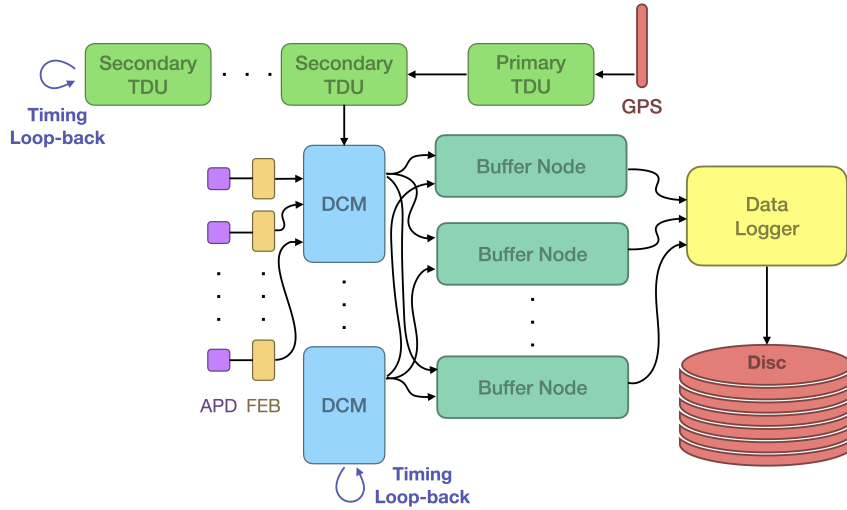 Secondary
TDU
Secondary
TDU
Primary
TDU
GPS
Timing
Loop-back
DCM
Buffer Node
Data
Logger
Buffer Node
DCM
Buffer Node
Disc
APD
FEB
Timing
Loop-back